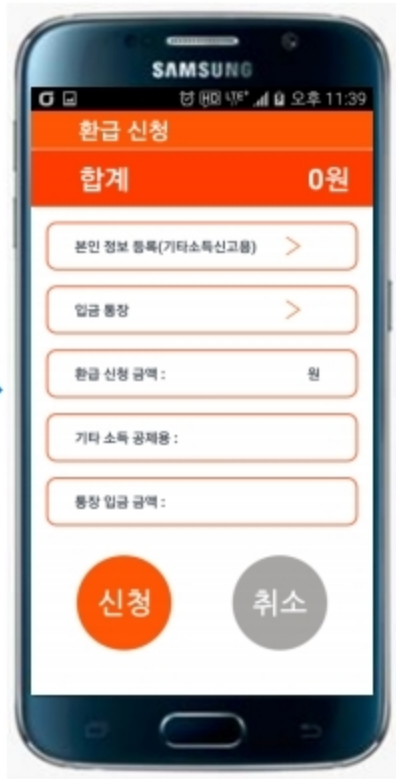 SAMSUNG
HD LTE+ 오후 11:39
환급 신청
합계 0원
본인 정보 등록(기타소득신고용) >
입금 통장 >
환급 신청 금액 : 원
기타 소득 공제용 :
통장 입금 금액 :
신청 취소